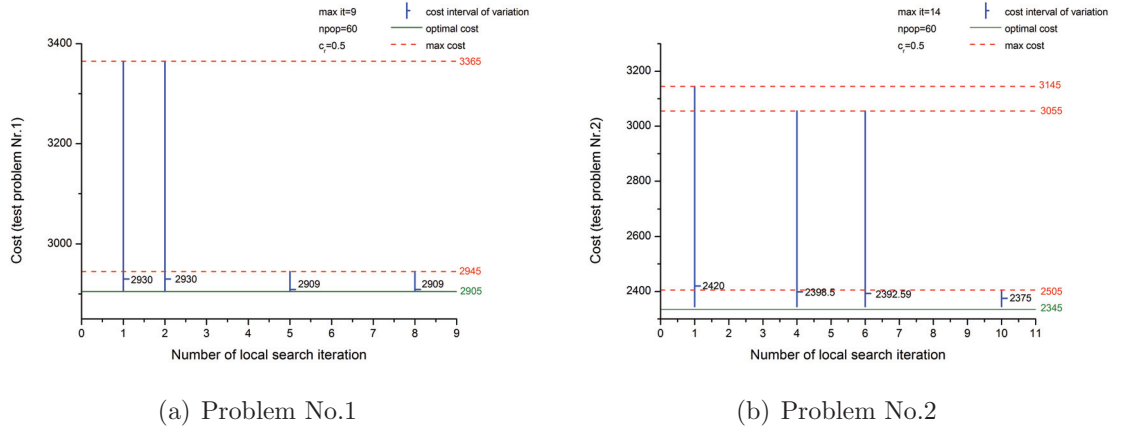 max it=9
cost interval of variation
npop=60
optimal cost
c_r=0.5
max cost
3400
3200
3000
Cost (test problem Nr.1)
3365
2945
2905
2930
2930
2909
2909
0 1 2 3 4 5 6 7 8 9
Number of local search iteration
(a) Problem No.1
max it=14
cost interval of variation
npop=60
optimal cost
c_r=0.5
max cost
3200
3000
2800
2600
2400
Cost (test problem Nr.2)
3145
3055
2505
2345
2420
2398.5
2392.59
2375
0 1 2 3 4 5 6 7 8 9 10 11
Number of local search iteration
(b) Problem No.2